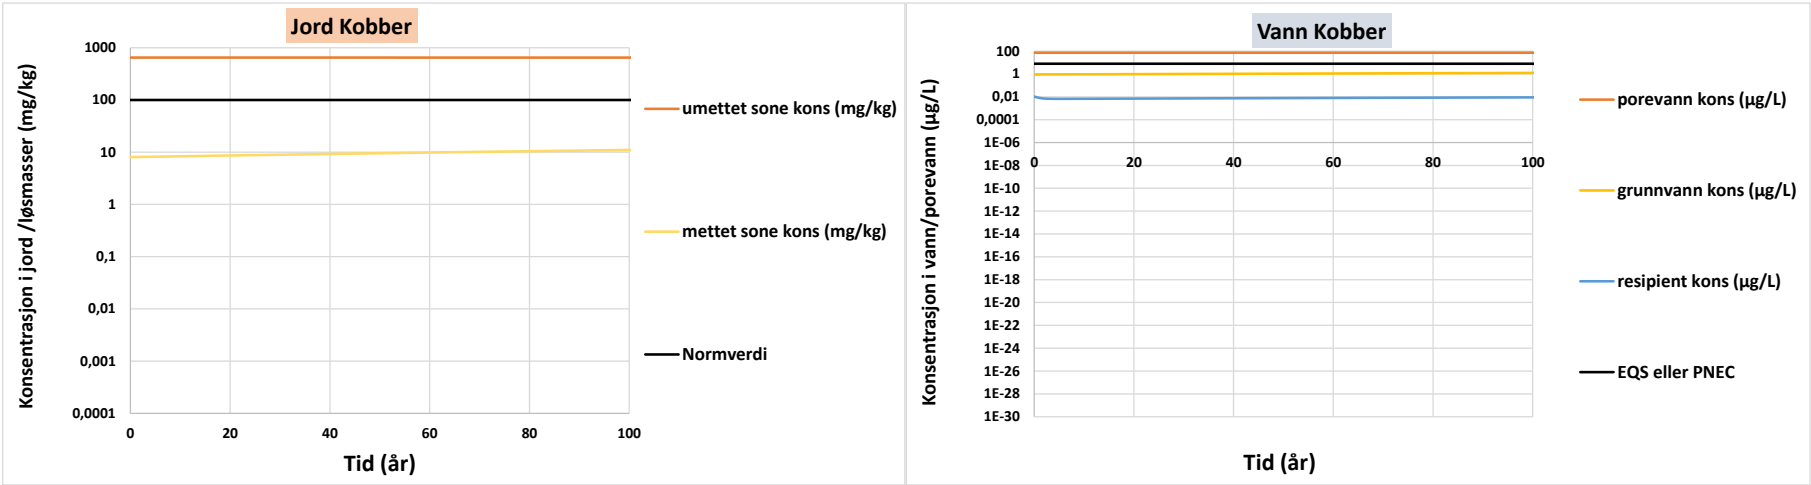 Jord Kobber
Konsentrasjon i jord /løsmasser (mg/kg)
1000
100
10
1
0,1
0,01
0,001
0,0001
0
20
40
60
80
100
Tid (år)
umettet sone kons (mg/kg)
mettet sone kons (mg/kg)
Normverdi
Vann Kobber
Konsentrasjon i vann/porevann (µg/L)
100
1
0,01
0,0001
1E-06
1E-08
1E-10
1E-12
1E-14
1E-16
1E-18
1E-20
1E-22
1E-24
1E-26
1E-28
1E-30
0
20
40
60
80
100
Tid (år)
porevann kons (µg/L)
grunnvann kons (µg/L)
resipient kons (µg/L)
EQS eller PNEC